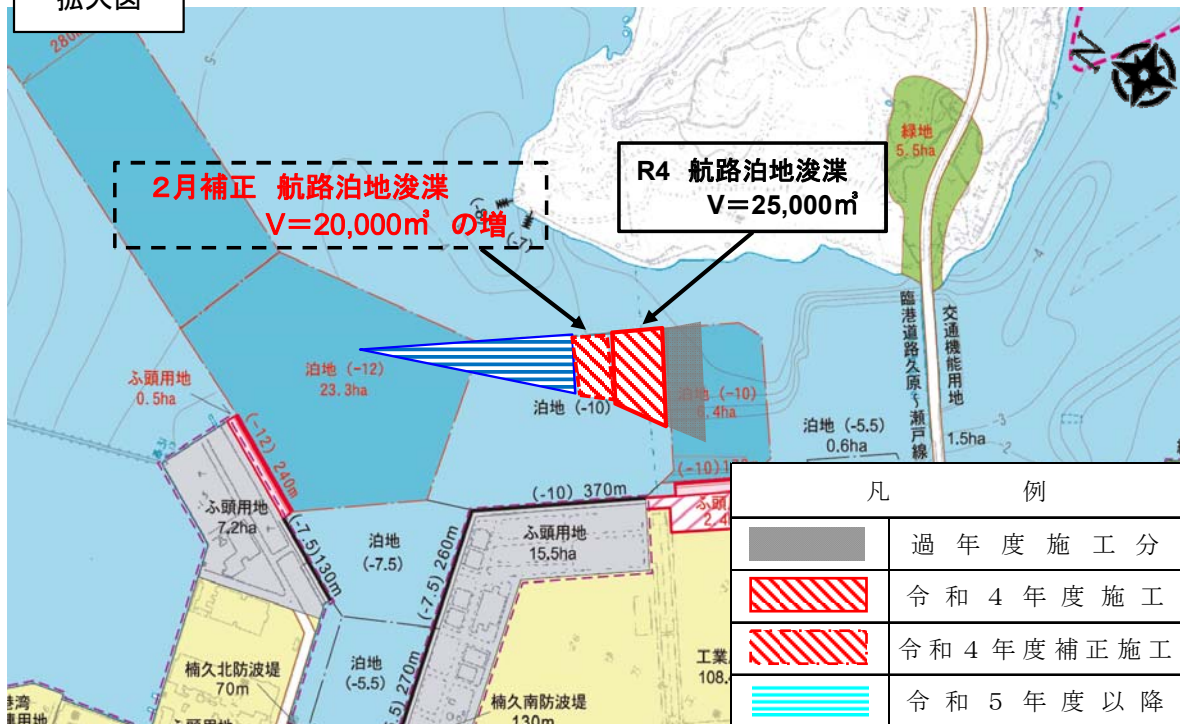 拡大図
280m
5
N
緑地
5.5ha
2月補正 航路泊地浚渫
V=20,000㎥ の増
R4 航路泊地浚渫
V=25,000㎥
(-7)
泊地 (-12)
23.3ha
泊地 (-10)
泊地 (-10)
6.4ha
泊地 (-5.5)
0.6ha
臨港道路久原~瀬戸線
交通機能用地
1.5ha
ふ頭用地
0.5ha
(-12) 240m
(-7.5)130m
ふ頭用地
7.2ha
泊地
(-7.5)
(-7.5) 260m
(-10) 370m
ふ頭用地
15.5ha
楠久北防波堤
70m
泊地
(-5.5)
270m
楠久南防波堤
130m
凡 例
過年度施工分
令和4年度施工
令和4年度補正施工
令和5年度以降